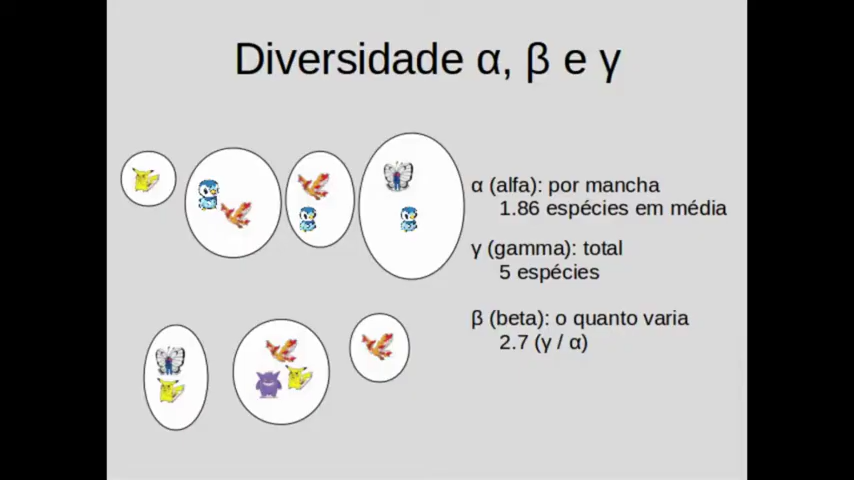 Diversidade α, β e γ
α (alfa): por mancha
1.86 espécies em média
γ (gamma): total
5 espécies
β (beta): o quanto varia
2.7 (γ / α)